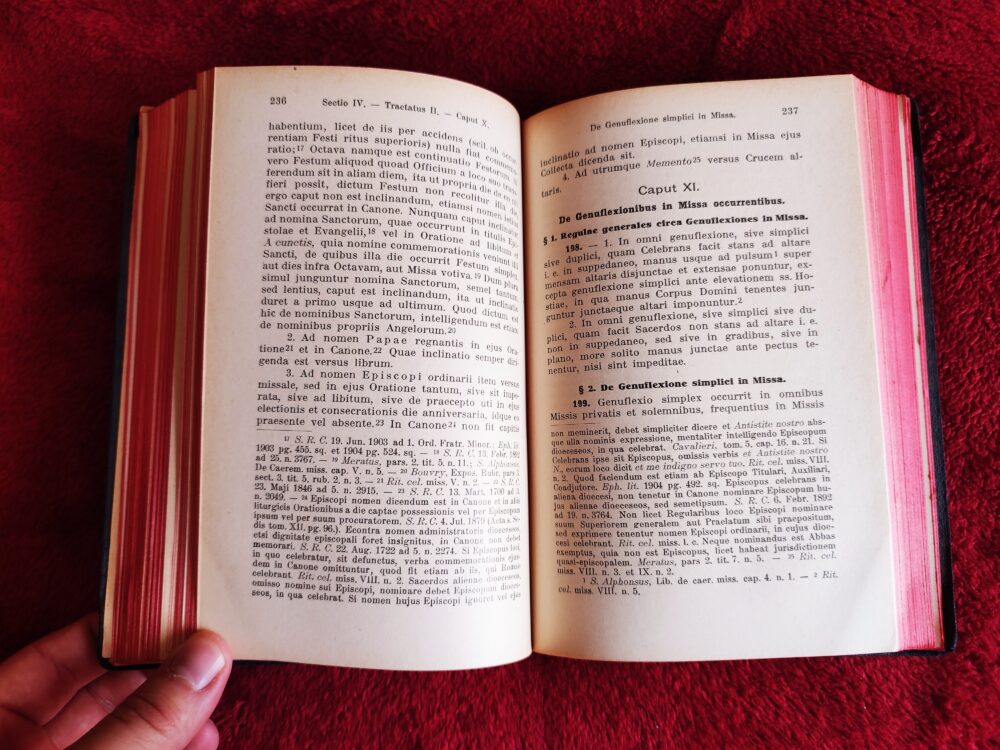 236 Sectio IV. — Tractatus II. — Caput X.
habentium, licet de iis per accidens (scil. ob
rentiam Festi ritus superioris) nulla fiat
ratio;17 Octava namque est continuatio
vero Festum aliquod quoad Officium a loco suo
ferendum sit in aliam diem, ita ut propria die
fieri possit, dictum Festum non recolitur illa
ergo caput non est inclinandum, etiamsi nomen
Sancti occurrat in Canone. Nunquam caput
ad nomina Sanctorum, quae occurrunt in titulis
stolae et Evangelii,18 vel in Oratione ad libitum
A cunctis, quia nomine commemorationis veniunt
Sancti, de quibus illa die occurrit Festum
aut dies infra Octavam, aut Missa votiva.19 Dum
simul junguntur nomina Sanctorum, semel tantum,
sed lentius, caput est inclinandum, ita ut inclinatio
duret a primo usque ad ultimum. Quod dictum est
hic de nominibus Sanctorum, intelligendum est etiam
de nominibus propriis Angelorum.20
2. Ad nomen Papae regnantis in ejus Ora-
tione21 et in Canone.22 Quae inclinatio semper diri-
genda est versus librum.
3. Ad nomen Episcopi ordinarii item versus
missale, sed in ejus Oratione tantum, sive sit impe-
rata, sive ad libitum, sive de praecepto uti in ejus
electionis et consecrationis die anniversaria, idque eo
praesente vel absente.23 In Canone24 non fit capitis
17 S. R. C. 19. Jun. 1903 ad 1. Ord. Fratr. Minor.; Eph. lit.
1903 pg. 455. sq. et 1904 pg. 524. sq. — 18 S. R. C. 13. Febr. 1892
ad 25. n. 3767. — 19 Meratus, pars. 2. tit. 5. n. 11.; S. Alphonsus,
De Caerem. miss. cap. V. n. 5. — 20 Bouvry, Expos. Rubr. pars 3
sect. 3. tit. 5. rub. 2. n. 3. — 21 Rit. cel. miss. V. n. 2. — 22 S. R. C.
23. Maji 1846 ad 5. n. 2915. — 23 S. R. C. 13. Mart. 1700 ad 3.
n. 2049. — 24 Episcopi nomen dicendum est in Canone et in aliis
liturgicis Orationibus a die captae possessionis vel per Episcopum
ipsum vel per suum procuratorem. S. R. C. 4. Jul. 1879 (Acta s. Se-
dis tom. XII. pg. 96.). Econtra nomen administratoris dioeceseos,
etsi dignitate episcopali foret insignitus, in Canone non debet
memorari. S. R. C. 22. Aug. 1722 ad 5. n. 2274. Si Episcopus loci,
in quo celebratur, sit defunctus, verba commemorationis ejus-
dem in Canone omittuntur, quod fit etiam ab iis, qui Romae
celebrant. Rit. cel. miss. VIII. n. 2. Sacerdos alienae dioeceseos,
omisso nomine sui Episcopi, nominare debet Episcopum dioece-
seos, in qua celebrat. Si nomen hujus Episcopi ignoret vel ejus
De Genuflexione simplici in Missa. 237
inclinatio ad nomen Episcopi, etiamsi in Missa ejus
Collecta dicenda sit.
4. Ad utrumque Memento25 versus Crucem al-
taris.
Caput XI.
De Genuflexionibus in Missa occurrentibus.
§ 1. Regulae generales circa Genuflexiones in Missa.
198. — 1. In omni genuflexione, sive simplici
sive duplici, quam Celebrans facit stans ad altare
i. e. in suppedaneo, manus usque ad pulsum1 super
mensam altaris disjunctae et extensae ponuntur, ex-
cepta genuflexione simplici ante elevationem ss. Ho-
stiae, in qua manus Corpus Domini tenentes jun-
guntur junctaeque altari imponuntur.2
2. In omni genuflexione, sive simplici sive du-
plici, quam facit Sacerdos non stans ad altare i. e.
non in suppedaneo, sed sive in gradibus, sive in
plano, more solito manus junctae ante pectus te-
nentur, nisi sint impeditae.
§ 2. De Genuflexione simplici in Missa.
199. Genuflexio simplex occurrit in omnibus
Missis privatis et solemnibus, frequentius in Missis
non meminerit, debet simpliciter dicere et Antistite nostro abs-
que ulla nominis expressione, mentaliter intelligendo Episcopum
dioeceseos, in qua celebrat. Cavalieri, tom. 5. cap. 16. n. 21. Si
Celebrans ipse sit Episcopus, omissis verbis et Antistite nostro
N., eorum loco dicit et me indigno servo tuo. Rit. cel. miss. VIII.
n. 2. Quod faciendum est etiam ab Episcopo Titulari, Auxiliari,
Coadjutore. Eph. lit. 1904 pg. 492. sq. Episcopus celebrans in
aliena dioecesi, non tenetur in Canone nominare Episcopum hu-
jus alienae dioeceseos, sed semetipsum. S. R. C. 6. Febr. 1892
ad 19. n. 3764. Non licet Regularibus loco Episcopi nominare
suum Superiorem generalem aut Praelatum sibi praepositum,
sed exprimere tenentur nomen Episcopi ordinarii, in cujus dioe-
cesi celebrant. Rit. cel. miss. l. c. Neque nominandus est Abbas
exemptus, quia non est Episcopus, licet habeat jurisdictionem
quasi-episcopalem. Meratus, pars 2. tit. 7. n. 5. — 25 Rit. cel.
miss. VIII. n. 3. et IX. n. 2.
1 S. Alphonsus, Lib. de caer. miss. cap. 4. n. 1. — 2 Rit.
cel. miss. VIII. n. 5.